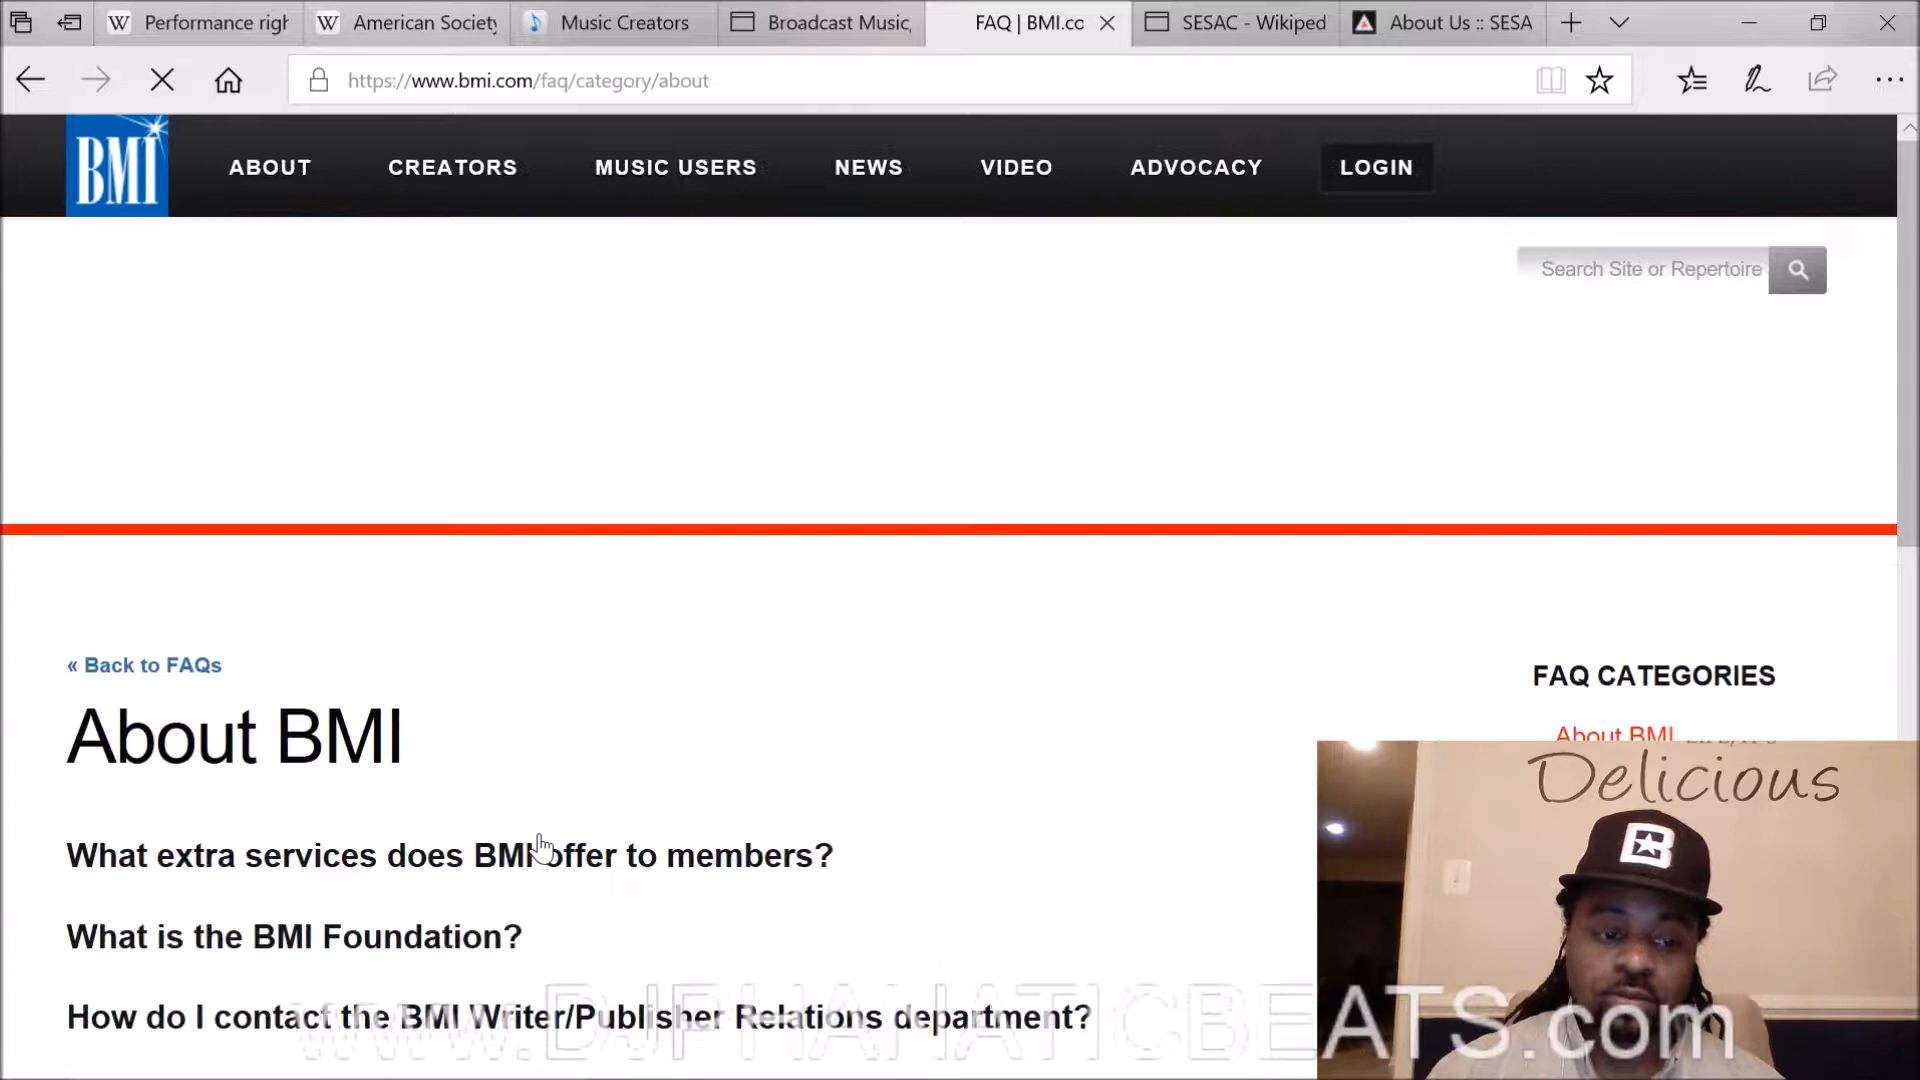 Performance righ
American Society
Music Creators
Broadcast Music,
FAQ | BMI.co
SESAC - Wikiped
About Us :: SESA
https://www.bmi.com/faq/category/about
BMI
ABOUT
CREATORS
MUSIC USERS
NEWS
VIDEO
ADVOCACY
LOGIN
Search Site or Repertoire
« Back to FAQs
FAQ CATEGORIES
About BMI
About BMI
Delicious
What extra services does BMI offer to members?
What is the BMI Foundation?
How do I contact the BMI Writer/Publisher Relations department?
www.DJPHANATICBEATS.com
B